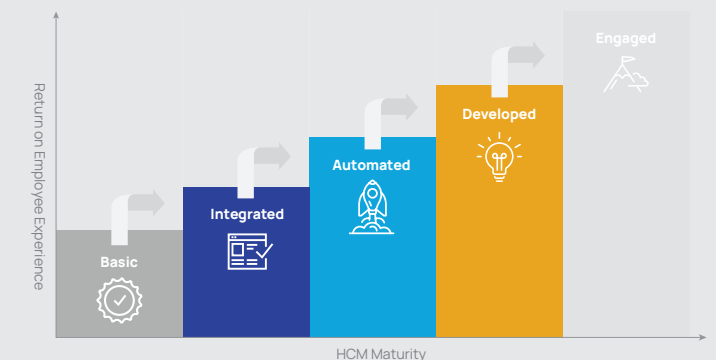 Engaged
Developed
Automated
Integrated
Basic
Return on Employee Experience
HCM Maturity